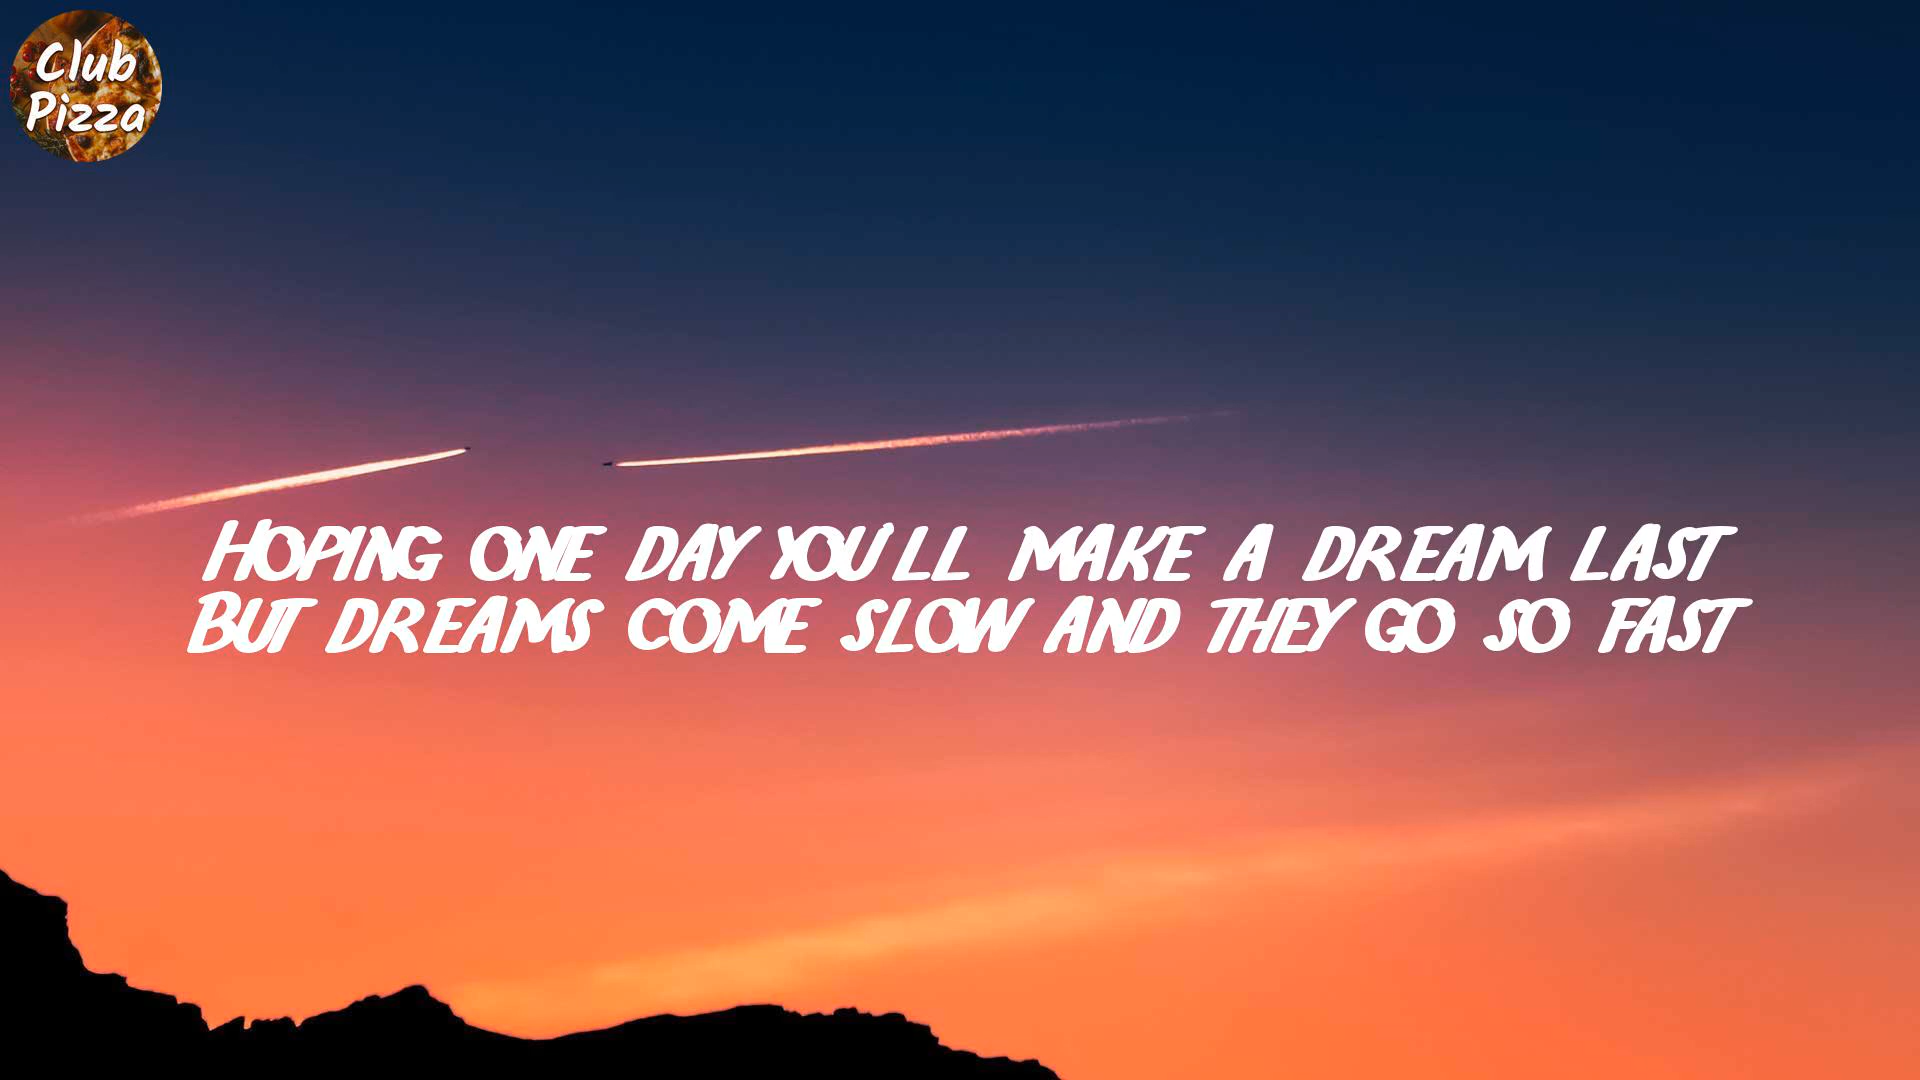 Club
Pizza
HOPING ONE DAY YOU'LL MAKE A DREAM LAST
BUT DREAMS COME SLOW AND THEY GO SO FAST